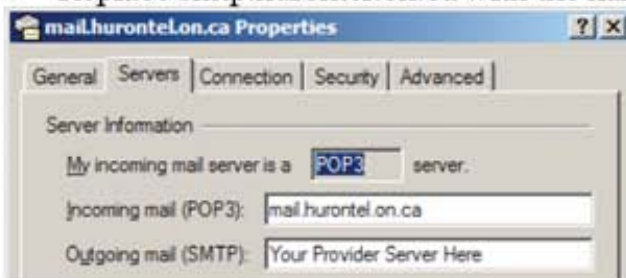 mail.hurontel.on.ca Properties
General Servers Connection Security Advanced
Server Information
My incoming mail server is a POP3 server.
Incoming mail (POP3): mail.hurontel.on.ca
Outgoing mail (SMTP): Your Provider Server Here